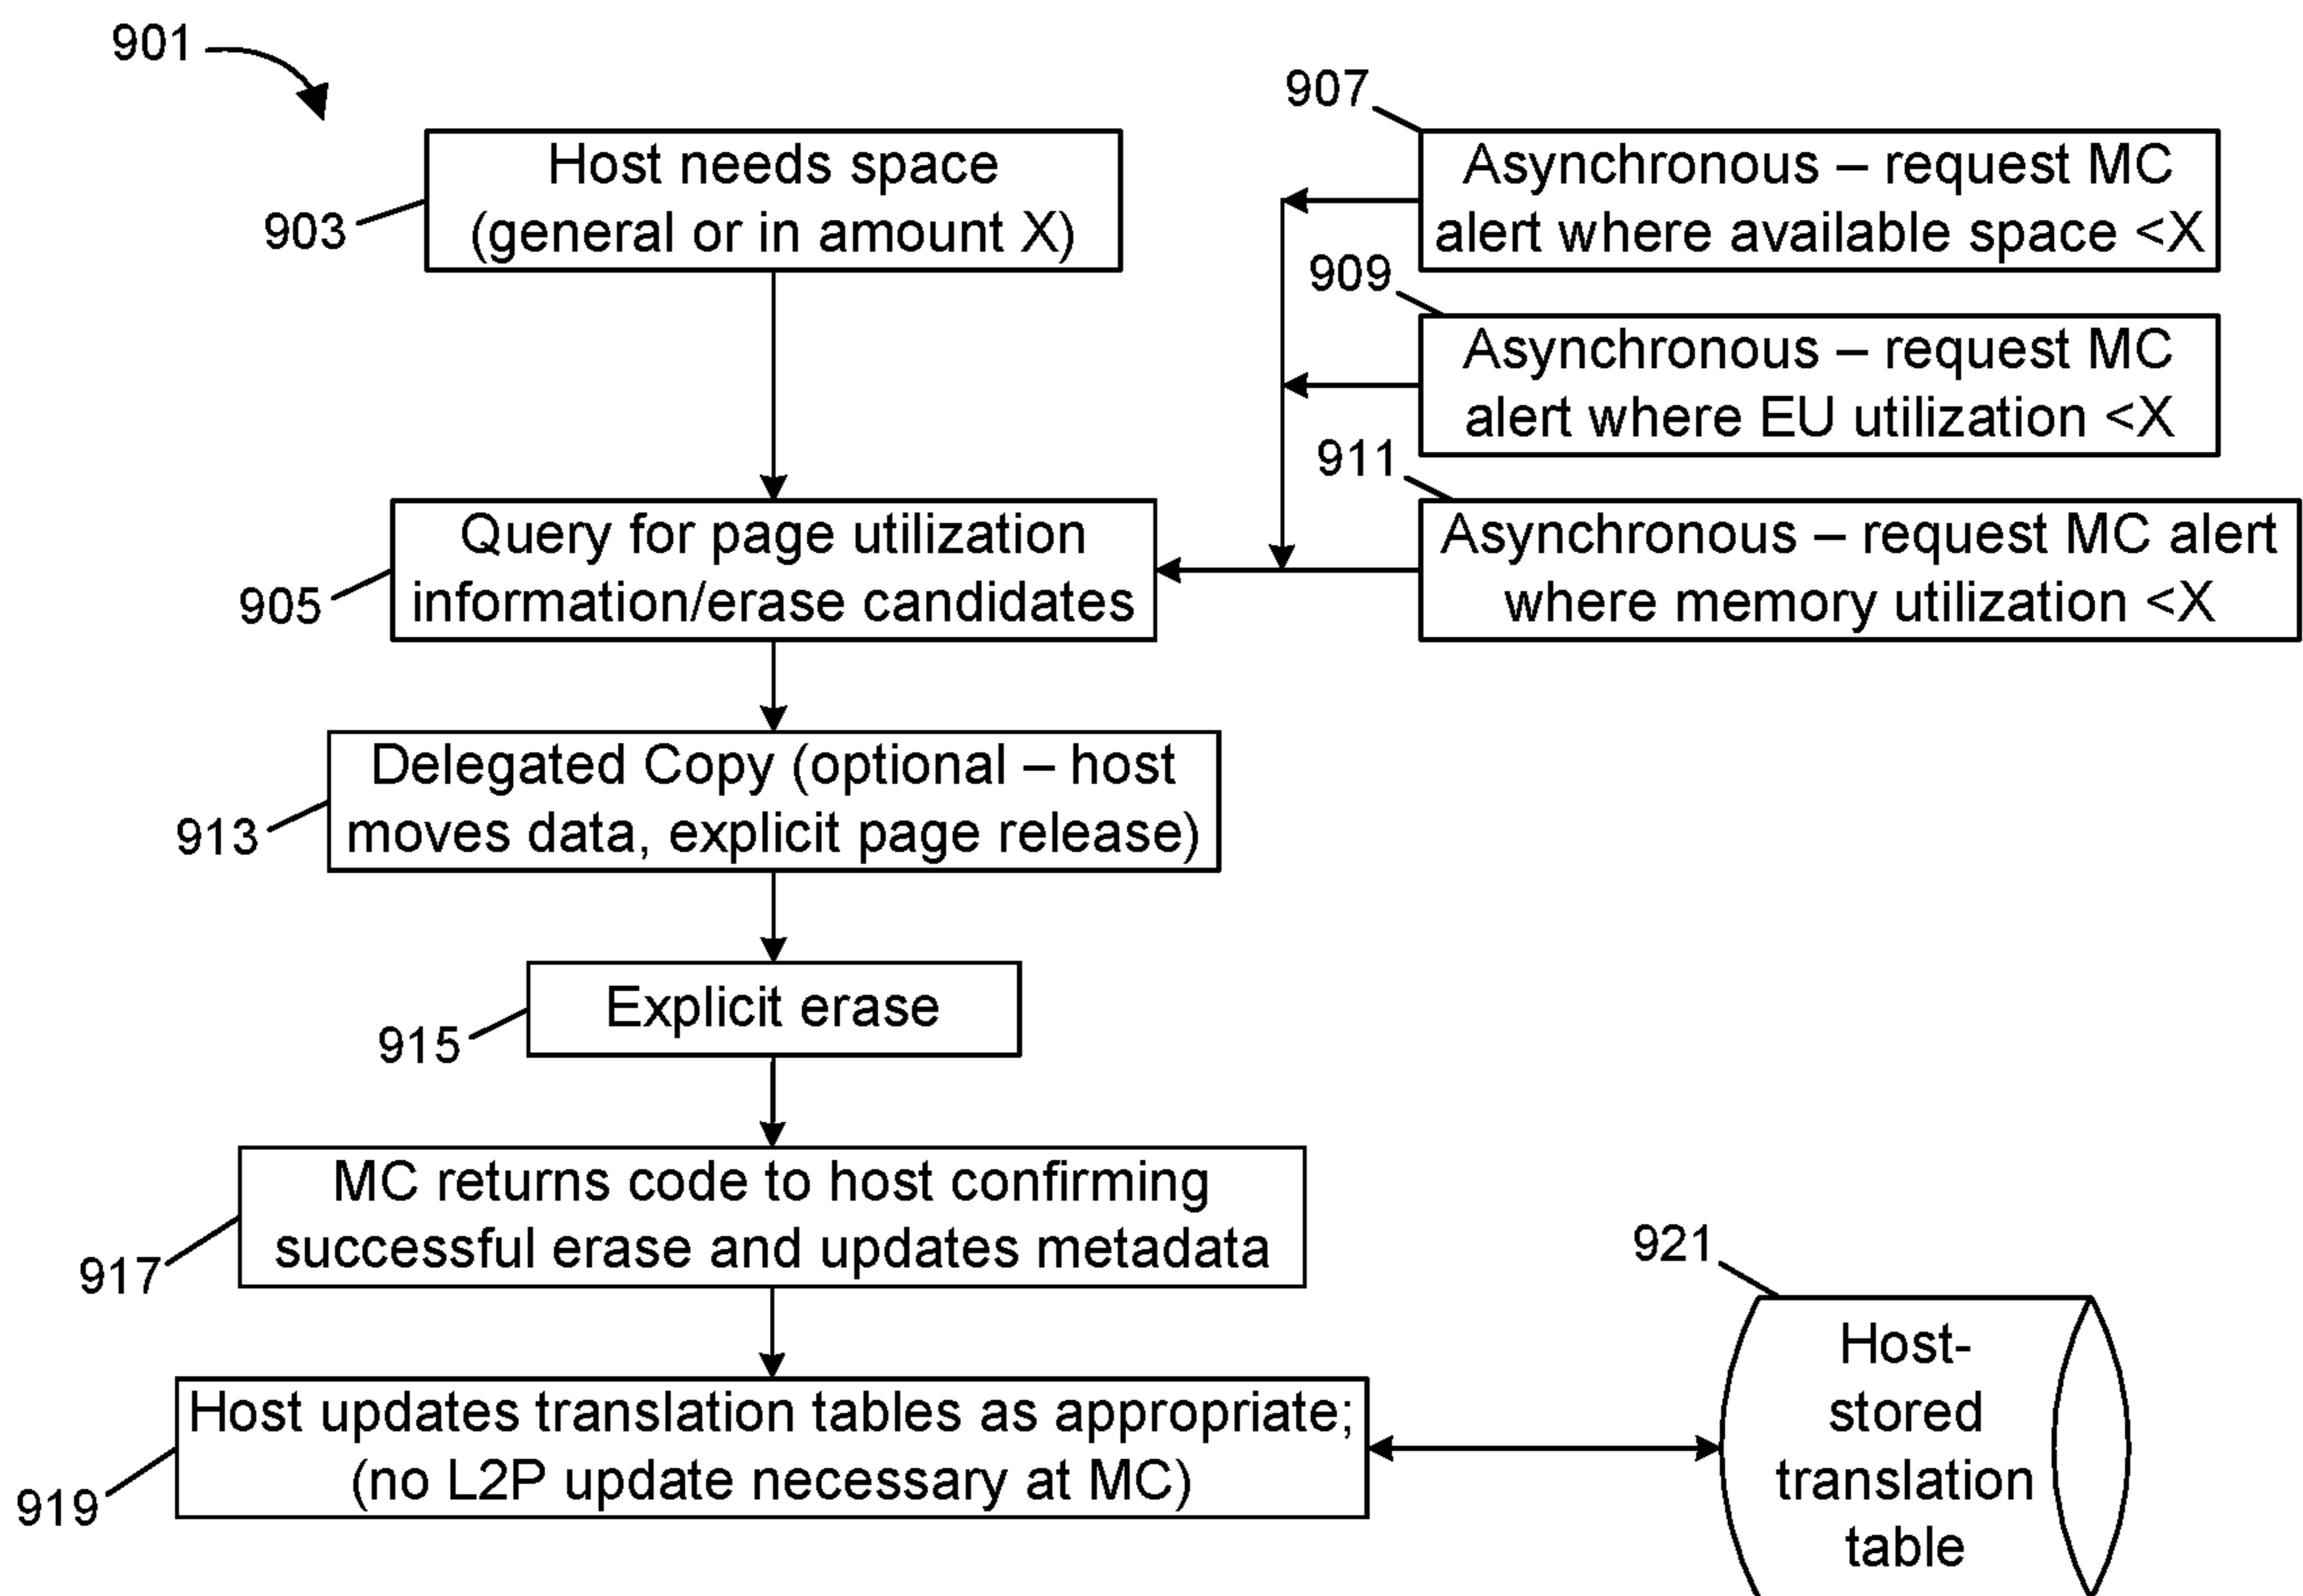 901
903
Host needs space
(general or in amount X)
907
Asynchronous – request MC
alert where available space <X
909
Asynchronous – request MC
alert where EU utilization <X
911
Asynchronous – request MC alert
where memory utilization <X
905
Query for page utilization
information/erase candidates
913
Delegated Copy (optional – host
moves data, explicit page release)
915
Explicit erase
917
MC returns code to host confirming
successful erase and updates metadata
919
Host updates translation tables as appropriate;
(no L2P update necessary at MC)
921
Host-
stored
translation
table